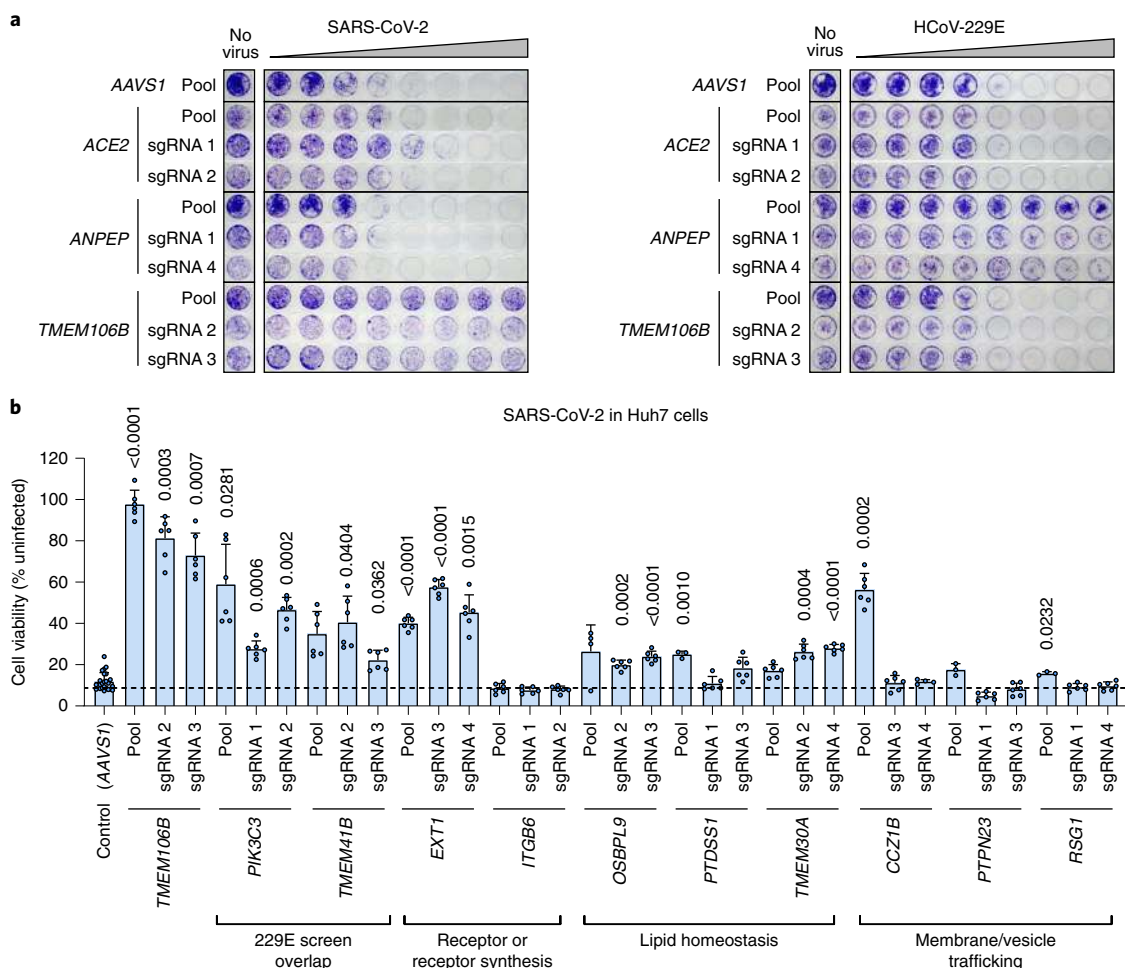 a
SARS-CoV-2
No
virus
AAVS1 Pool
Pool
ACE2 sgRNA 1
sgRNA 2
Pool
ANPEP sgRNA 1
sgRNA 4
Pool
TMEM106B sgRNA 2
sgRNA 3
HCoV-229E
No
virus
AAVS1 Pool
Pool
ACE2 sgRNA 1
sgRNA 2
Pool
ANPEP sgRNA 1
sgRNA 4
Pool
TMEM106B sgRNA 2
sgRNA 3
b
SARS-CoV-2 in Huh7 cells
Cell viability (% uninfected)
120
100
80
60
40
20
0
<0.0001
0.0003
0.0007
0.0281
0.0006
0.0002
0.0404
0.0362
<0.0001
<0.0001
0.0015
0.0002
<0.0001
0.0010
0.0004
<0.0001
0.0002
0.0232
Control (AAVS1)
Pool
sgRNA 2
sgRNA 3
Pool
sgRNA 1
sgRNA 2
Pool
sgRNA 2
sgRNA 3
Pool
sgRNA 3
sgRNA 4
Pool
sgRNA 1
sgRNA 2
Pool
sgRNA 2
sgRNA 3
Pool
sgRNA 1
sgRNA 3
Pool
sgRNA 2
sgRNA 4
Pool
sgRNA 3
sgRNA 4
Pool
sgRNA 1
sgRNA 3
Pool
sgRNA 1
sgRNA 4
TMEM106B
PIK3C3
TMEM41B
EXT1
ITGB6
OSBPL9
PTDSS1
TMEM30A
CCZ1B
PTPN23
RSG1
229E screen
overlap
Receptor or
receptor synthesis
Lipid homeostasis
Membrane/vesicle
trafficking